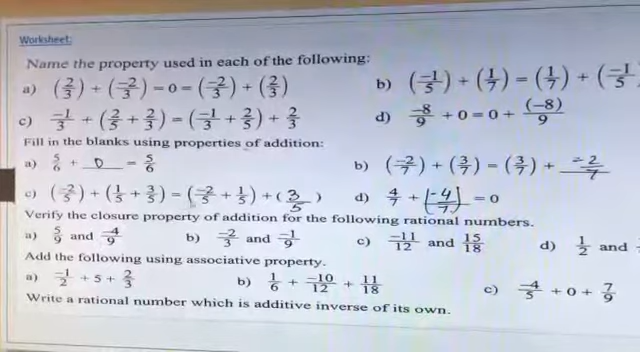 Worksheet:
Name the property used in each of the following:
a) (2/3) + (-2/3) = 0 = (-2/3) + (2/3) b) (-1/5) + (1/7) = (1/7) + (-1/5
c) -1/3 + (2/5 + 2/3) = (-1/3 + 2/5) + 2/3 d) -8/9 + 0 = 0 + (-8)/9
Fill in the blanks using properties of addition:
a) 5/6 + 0 = 5/6 b) (-2/7) + (3/7) = (3/7) + -2/7
c) (-2/5) + (1/5 + 3/5) = (-2/5 + 1/5) + (3/5) d) 4/7 + (-4/7) = 0
Verify the closure property of addition for the following rational numbers.
a) 5/9 and -4/9 b) -2/3 and -1/9 c) -11/12 and 15/18 d) 1/2 and
Add the following using associative property.
a) -1/2 + 5 + 2/3 b) 1/6 + -10/12 + 11/18 c) -4/5 + 0 + 7/9
Write a rational number which is additive inverse of its own.